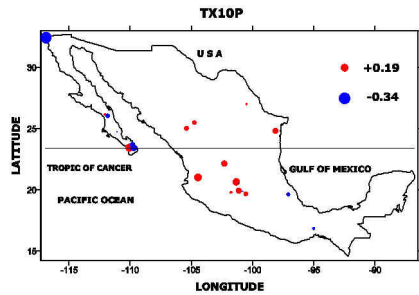 TX10P
U S A
+0.19
-0.34
TROPIC OF CANCER
GULF OF MEXICO
PACIFIC OCEAN
LATITUDE
30
25
20
15
-115
-110
-105
-100
-95
-90
LONGITUDE